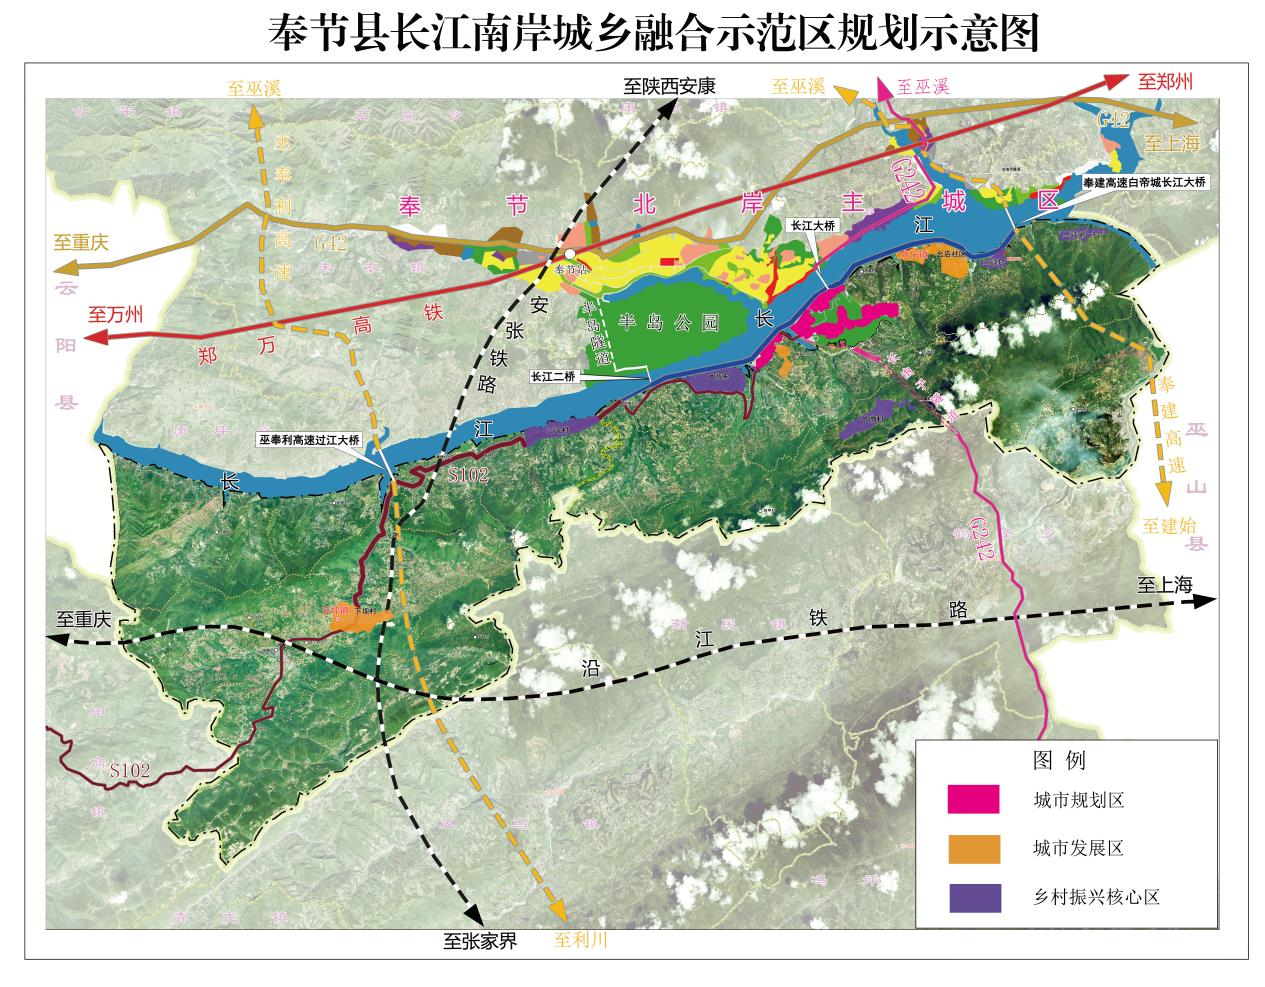 奉节县长江南岸城乡融合示范区规划示意图
至巫溪
至陕西安康
至巫溪
至巫溪
至郑州
G42
至上海
巫奉利高速
G242
奉建高速白帝城长江大桥
奉节北岸主城区
长江大桥
江
至重庆
G42
奉节站
云阳县
至万州
郑万高铁
安张铁路
半岛隧道
半岛公园
长
长江二桥
巫奉利高速过江大桥
江
长
S102
奉建高速
巫山县
至建始
G242
至重庆
至上海
沿江铁路
新民镇
S102
至张家界
至利川
图例
城市规划区
城市发展区
乡村振兴核心区